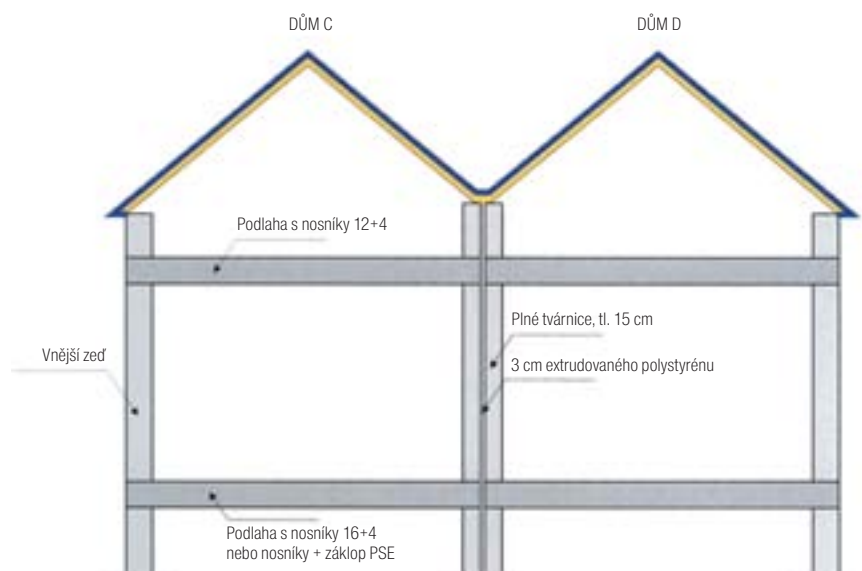 DŮM C
DŮM D
Podlaha s nosníky 12+4
Plné tvárnice, tl. 15 cm
Vnější zeď
3 cm extrudovaného polystyrénu
Podlaha s nosníky 16+4
nebo nosníky + záklop PSE